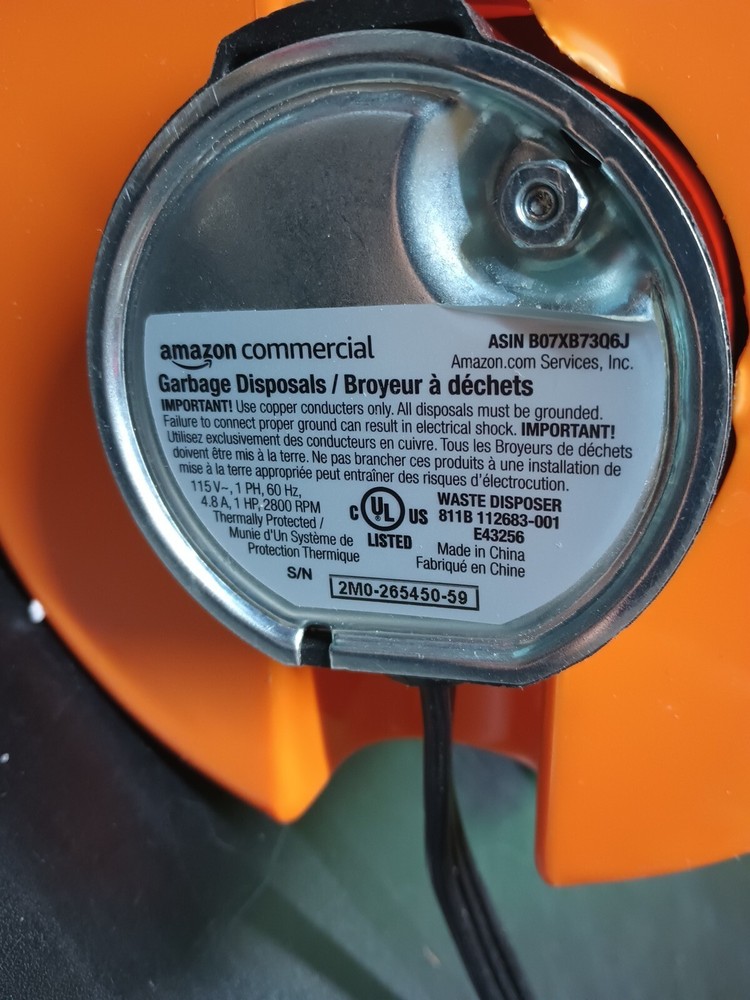 amazon commercial
ASIN B07XB73Q6J
Amazon.com Services, Inc.
Garbage Disposals / Broyeur à déchets
IMPORTANT! Use copper conductors only. All disposals must be grounded.
Failure to connect proper ground can result in electrical shock. IMPORTANT!
Utilisez exclusivement des conducteurs en cuivre. Tous les Broyeurs de déchets
doivent être mis à la terre. Ne pas brancher ces produits à une installation de
mise à la terre appropriée peut entraîner des risques d'électrocution.
115 V~, 1 PH, 60 Hz,
4.8 A, 1 HP, 2800 RPM
Thermally Protected /
Munie d'Un Système de
Protection Thermique
C UL US
LISTED
WASTE DISPOSER
811B 112683-001
E43256
Made in China
Fabriqué en Chine
S/N
2M0-265450-59